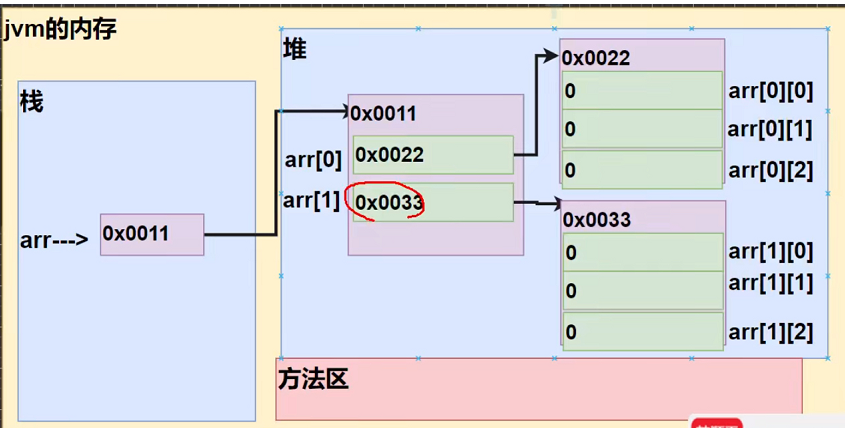 jvm的内存
栈
arr---> 0x0011
堆
0x0011
arr[0] 0x0022
arr[1] 0x0033
0x0022
0 arr[0][0]
0 arr[0][1]
0 arr[0][2]
0x0033
0 arr[1][0]
0 arr[1][1]
0 arr[1][2]
方法区